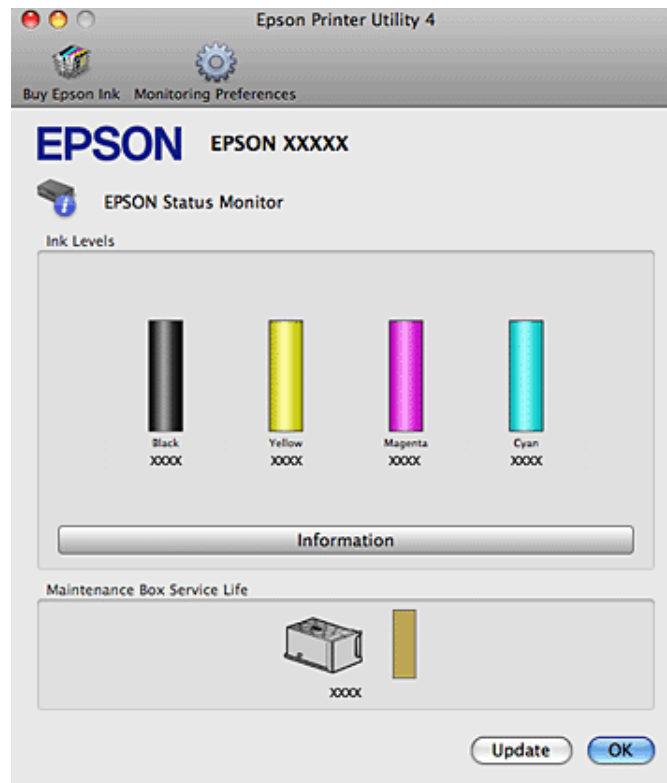 Epson Printer Utility 4
Buy Epson Ink Monitoring Preferences
EPSON EPSON XXXXX
EPSON Status Monitor
Ink Levels
Black Yellow Magenta Cyan
XXXX XXXX XXXX XXXX
Information
Maintenance Box Service Life
XXXX
Update OK